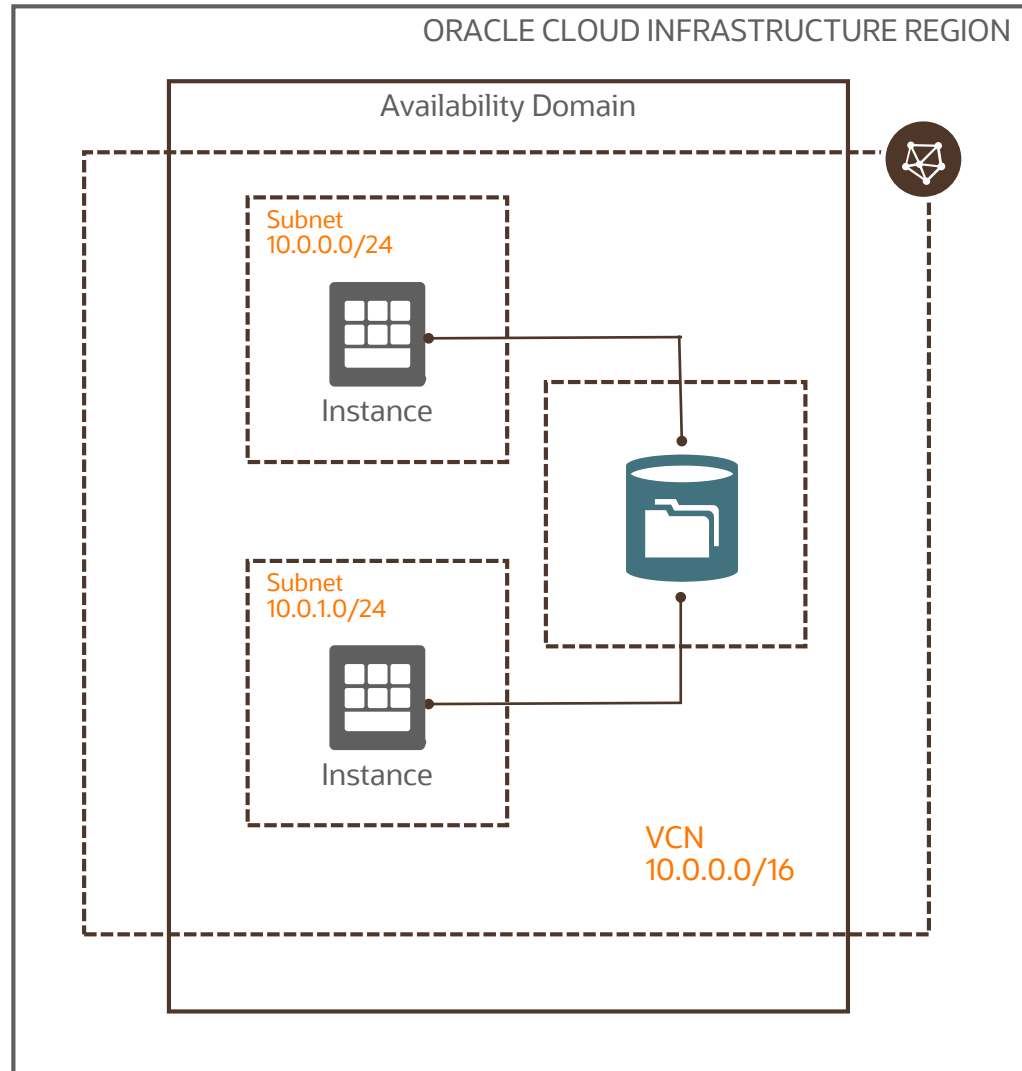 ORACLE CLOUD INFRASTRUCTURE REGION
Availability Domain
Subnet
10.0.0.0/24
Instance
Subnet
10.0.1.0/24
Instance
VCN
10.0.0.0/16